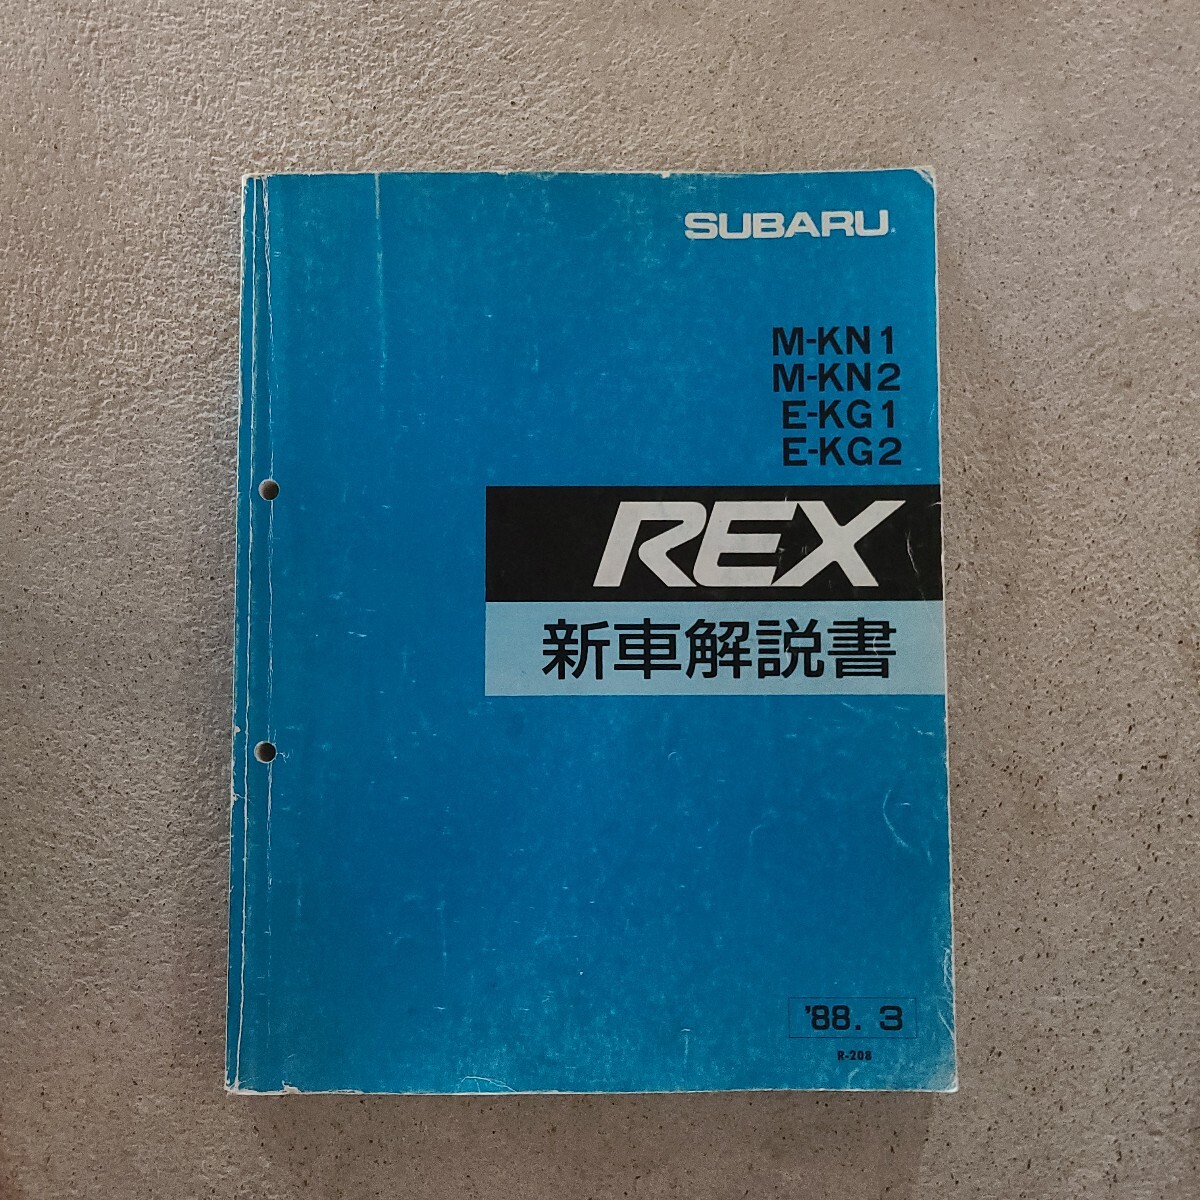 SUBARU
M-KN1
M-KN2
E-KG1
E-KG2
REX
新車解説書
'88. 3
R-208